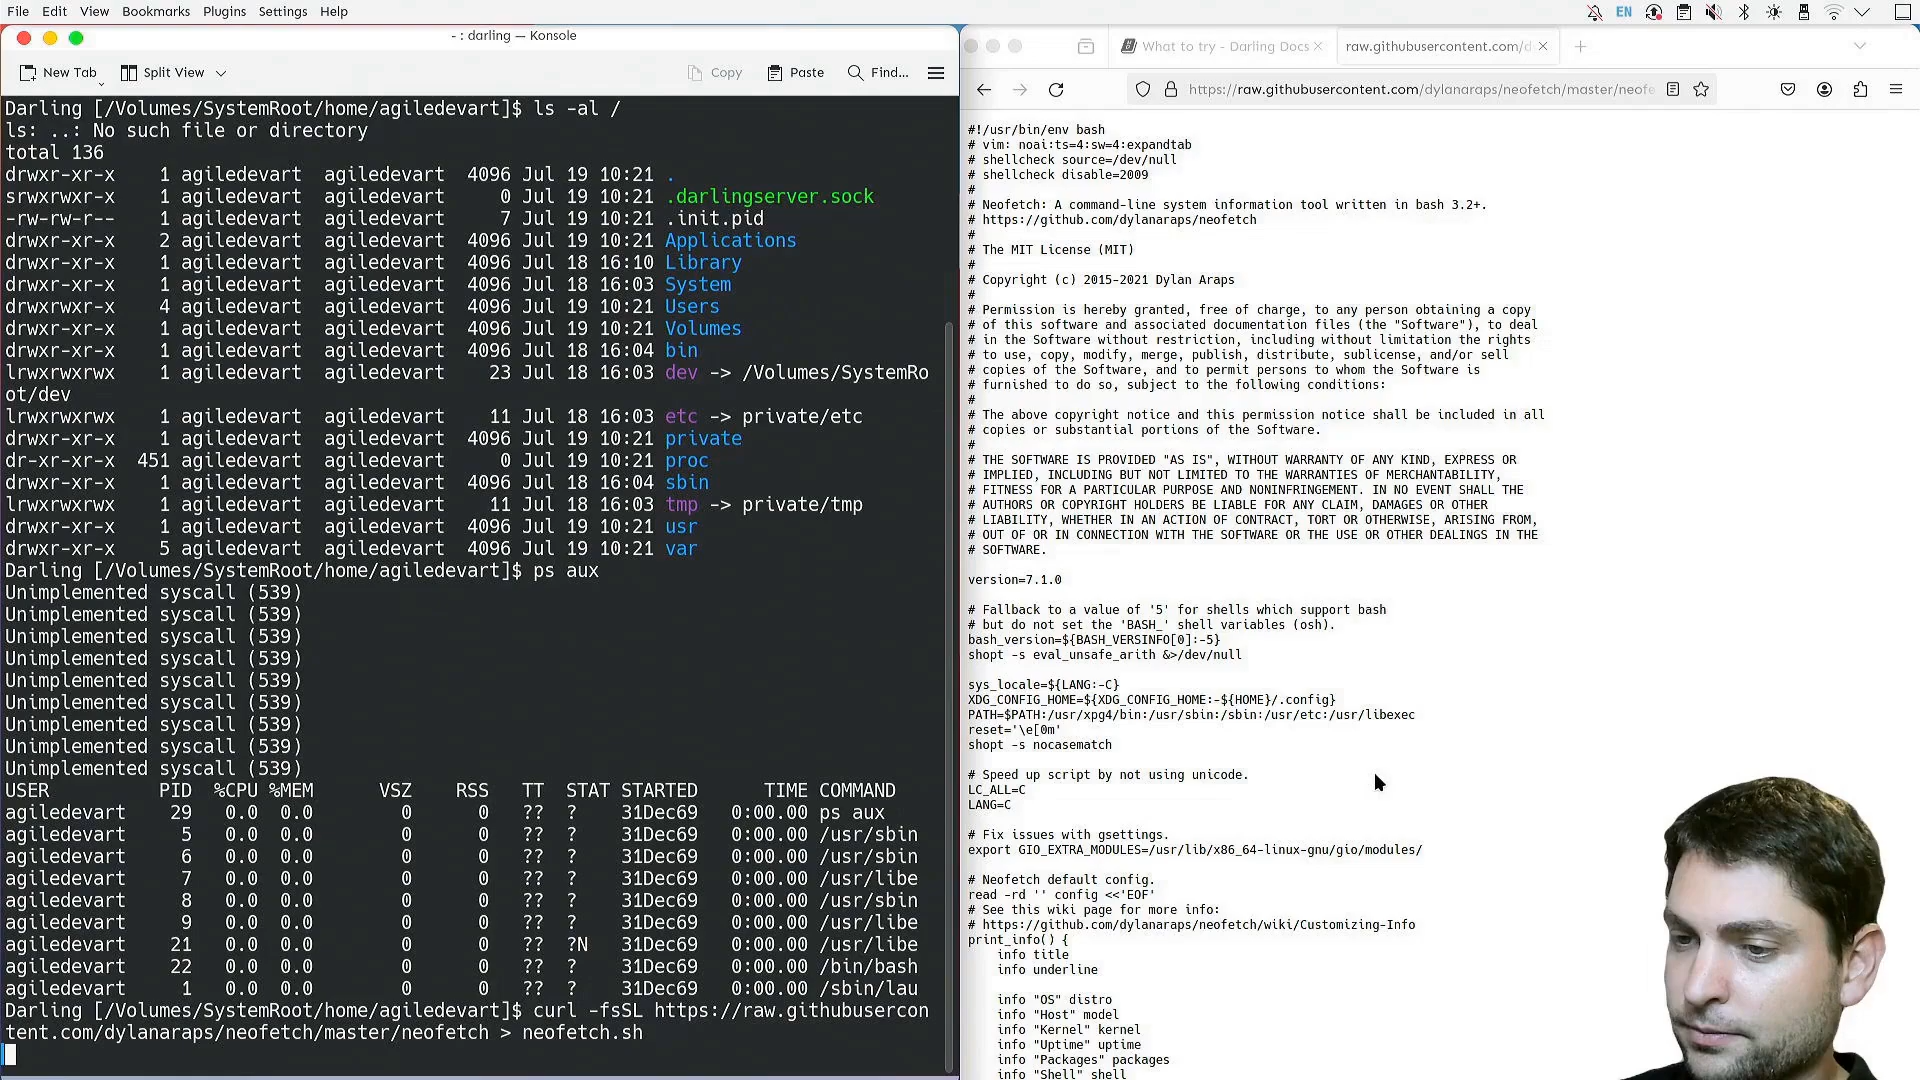 File Edit View Bookmarks Plugins Settings Help
EN
- : darling — Konsole
New Tab Split View Copy Paste Find...
Darling [/Volumes/SystemRoot/home/agiledevart]$ ls -al /
ls: ..: No such file or directory
total 136
drwxr-xr-x 1 agiledevart agiledevart 4096 Jul 19 10:21 .
srwxrwxr-x 1 agiledevart agiledevart 0 Jul 19 10:21 .darlingserver.sock
-rw-rw-r-- 1 agiledevart agiledevart 7 Jul 19 10:21 .init.pid
drwxr-xr-x 2 agiledevart agiledevart 4096 Jul 19 10:21 Applications
drwxr-xr-x 1 agiledevart agiledevart 4096 Jul 18 16:10 Library
drwxr-xr-x 1 agiledevart agiledevart 4096 Jul 18 16:03 System
drwxrwxr-x 4 agiledevart agiledevart 4096 Jul 19 10:21 Users
drwxr-xr-x 1 agiledevart agiledevart 4096 Jul 19 10:21 Volumes
drwxr-xr-x 1 agiledevart agiledevart 4096 Jul 18 16:04 bin
lrwxrwxrwx 1 agiledevart agiledevart 23 Jul 18 16:03 dev -> /Volumes/SystemRo
ot/dev
lrwxrwxrwx 1 agiledevart agiledevart 11 Jul 18 16:03 etc -> private/etc
drwxr-xr-x 1 agiledevart agiledevart 4096 Jul 19 10:21 private
dr-xr-xr-x 451 agiledevart agiledevart 0 Jul 19 10:21 proc
drwxr-xr-x 1 agiledevart agiledevart 4096 Jul 18 16:04 sbin
lrwxrwxrwx 1 agiledevart agiledevart 11 Jul 18 16:03 tmp -> private/tmp
drwxr-xr-x 1 agiledevart agiledevart 4096 Jul 19 10:21 usr
drwxr-xr-x 5 agiledevart agiledevart 4096 Jul 19 10:21 var
Darling [/Volumes/SystemRoot/home/agiledevart]$ ps aux
Unimplemented syscall (539)
Unimplemented syscall (539)
Unimplemented syscall (539)
Unimplemented syscall (539)
Unimplemented syscall (539)
Unimplemented syscall (539)
Unimplemented syscall (539)
Unimplemented syscall (539)
Unimplemented syscall (539)
USER PID %CPU %MEM VSZ RSS TT STAT STARTED TIME COMMAND
agiledevart 29 0.0 0.0 0 0 ?? ? 31Dec69 0:00.00 ps aux
agiledevart 5 0.0 0.0 0 0 ?? ? 31Dec69 0:00.00 /usr/sbin
agiledevart 6 0.0 0.0 0 0 ?? ? 31Dec69 0:00.00 /usr/sbin
agiledevart 7 0.0 0.0 0 0 ?? ? 31Dec69 0:00.00 /usr/libe
agiledevart 8 0.0 0.0 0 0 ?? ? 31Dec69 0:00.00 /usr/sbin
agiledevart 9 0.0 0.0 0 0 ?? ? 31Dec69 0:00.00 /usr/libe
agiledevart 21 0.0 0.0 0 0 ?? ?N 31Dec69 0:00.00 /usr/libe
agiledevart 22 0.0 0.0 0 0 ?? ? 31Dec69 0:00.00 /bin/bash
agiledevart 1 0.0 0.0 0 0 ?? ? 31Dec69 0:00.00 /sbin/lau
Darling [/Volumes/SystemRoot/home/agiledevart]$ curl -fsSL https://raw.githubusercon
tent.com/dylanaraps/neofetch/master/neofetch > neofetch.sh
What to try - Darling Docs
raw.githubusercontent.com/d
https://raw.githubusercontent.com/dylanaraps/neofetch/master/neofe
#!/usr/bin/env bash
# vim: noai:ts=4:sw=4:expandtab
# shellcheck source=/dev/null
# shellcheck disable=2009
#
# Neofetch: A command-line system information tool written in bash 3.2+.
# https://github.com/dylanaraps/neofetch
#
# The MIT License (MIT)
#
# Copyright (c) 2015-2021 Dylan Araps
#
# Permission is hereby granted, free of charge, to any person obtaining a copy
# of this software and associated documentation files (the "Software"), to deal
# in the Software without restriction, including without limitation the rights
# to use, copy, modify, merge, publish, distribute, sublicense, and/or sell
# copies of the Software, and to permit persons to whom the Software is
# furnished to do so, subject to the following conditions:
#
# The above copyright notice and this permission notice shall be included in all
# copies or substantial portions of the Software.
#
# THE SOFTWARE IS PROVIDED "AS IS", WITHOUT WARRANTY OF ANY KIND, EXPRESS OR
# IMPLIED, INCLUDING BUT NOT LIMITED TO THE WARRANTIES OF MERCHANTABILITY,
# FITNESS FOR A PARTICULAR PURPOSE AND NONINFRINGEMENT. IN NO EVENT SHALL THE
# AUTHORS OR COPYRIGHT HOLDERS BE LIABLE FOR ANY CLAIM, DAMAGES OR OTHER
# LIABILITY, WHETHER IN AN ACTION OF CONTRACT, TORT OR OTHERWISE, ARISING FROM,
# OUT OF OR IN CONNECTION WITH THE SOFTWARE OR THE USE OR OTHER DEALINGS IN THE
# SOFTWARE.
version=7.1.0
# Fallback to a value of '5' for shells which support bash
# but do not set the 'BASH_' shell variables (osh).
bash_version=${BASH_VERSINFO[0]:-5}
shopt -s eval_unsafe_arith &>/dev/null
sys_locale=${LANG:-C}
XDG_CONFIG_HOME=${XDG_CONFIG_HOME:-${HOME}/.config}
PATH=$PATH:/usr/xpg4/bin:/usr/sbin:/sbin:/usr/etc:/usr/libexec
reset='\e[0m'
shopt -s nocasematch
# Speed up script by not using unicode.
LC_ALL=C
LANG=C
# Fix issues with gsettings.
export GIO_EXTRA_MODULES=/usr/lib/x86_64-linux-gnu/gio/modules/
# Neofetch default config.
read -rd '' config <<'EOF'
# See this wiki page for more info:
# https://github.com/dylanaraps/neofetch/wiki/Customizing-Info
print_info() {
info title
info underline
info "OS" distro
info "Host" model
info "Kernel" kernel
info "Uptime" uptime
info "Packages" packages
info "Shell" shell